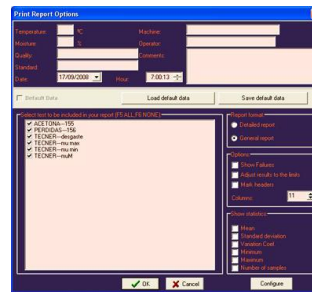 Print Report Options
Temperature: ºC Machine:
Moisture: % Operator:
Quality: Comments:
Standard:
Date: 17/09/2008 Hour: 7:00:13
Default Data Load default data Save default data
Select test to be included in your report (F5:ALL,F6:NONE)
ACETONA--155
PERDIDAS--156
TECNER--desgaste
TECNER--mu max
TECNER--mu min
TECNER--muM
Report format
Detailed report
General report
Options
Show Failures
Adjust results to the limits
Mark headers
Columns: 11
Show statistics
Mean
Standard deviation
Variation Coef
Minimum
Maximum
Number of samples
OK Cancel Configure